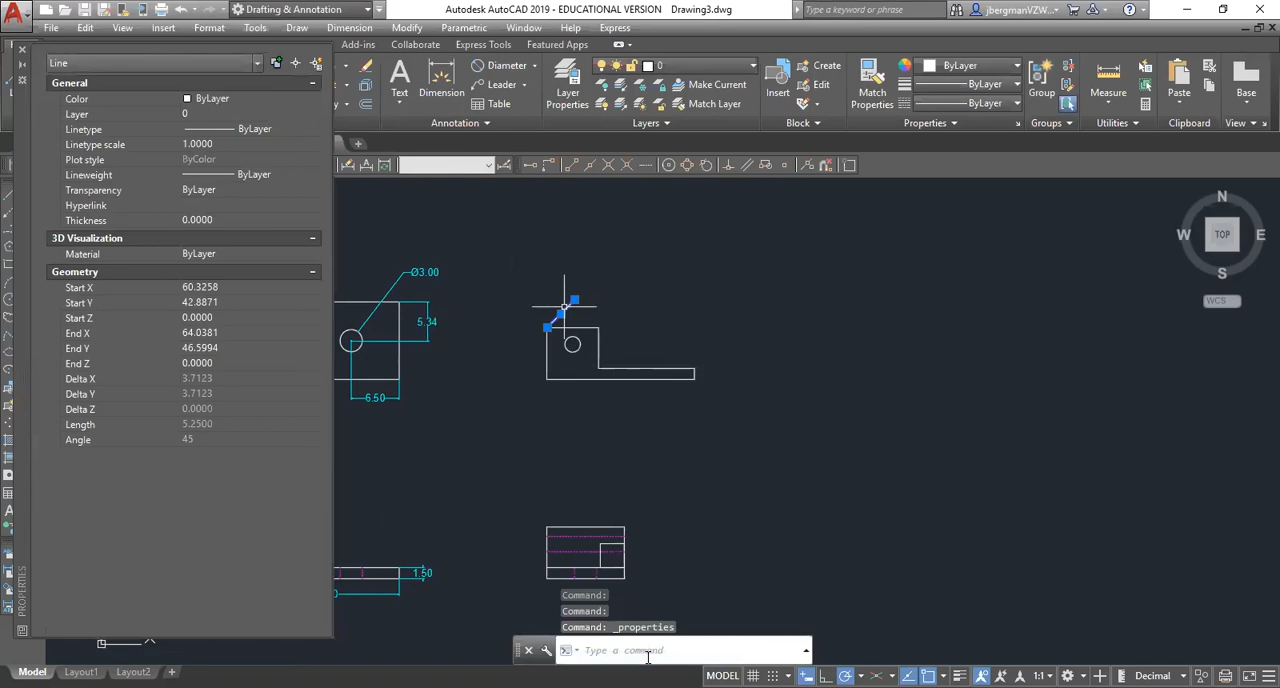 Drafting & Annotation
Autodesk AutoCAD 2019 - EDUCATIONAL VERSION Drawing3.dwg
Type a keyword or phrase
jbergmanVZW...
File Edit View Insert Format Tools Draw Dimension Modify Parametric Window Help Express
Add-ins Collaborate Express Tools Featured Apps
Line
Text
Dimension
Diameter
Leader
Table
Annotation
Layer Properties
0
Make Current
Match Layer
Layers
Insert
Create
Edit
Block
Match Properties
ByLayer
ByLayer
ByLayer
Properties
Group
Groups
Measure
Utilities
Paste
Clipboard
Base
View
General
Color ByLayer
Layer 0
Linetype ByLayer
Linetype scale 1.0000
Plot style ByColor
Lineweight ByLayer
Transparency ByLayer
Hyperlink
Thickness 0.0000
3D Visualization
Material ByLayer
Geometry
Start X 60.3258
Start Y 42.8871
Start Z 0.0000
End X 64.0381
End Y 46.5994
End Z 0.0000
Delta X 3.7123
Delta Y 3.7123
Delta Z 0.0000
Length 5.2500
Angle 45
PROPERTIES
Ø3.00
5.34
6.50
1.50
N
W TOP E
S
WCS
Command:
Command:
Command: _properties
Type a command
Model Layout1 Layout2
MODEL
1:1
Decimal